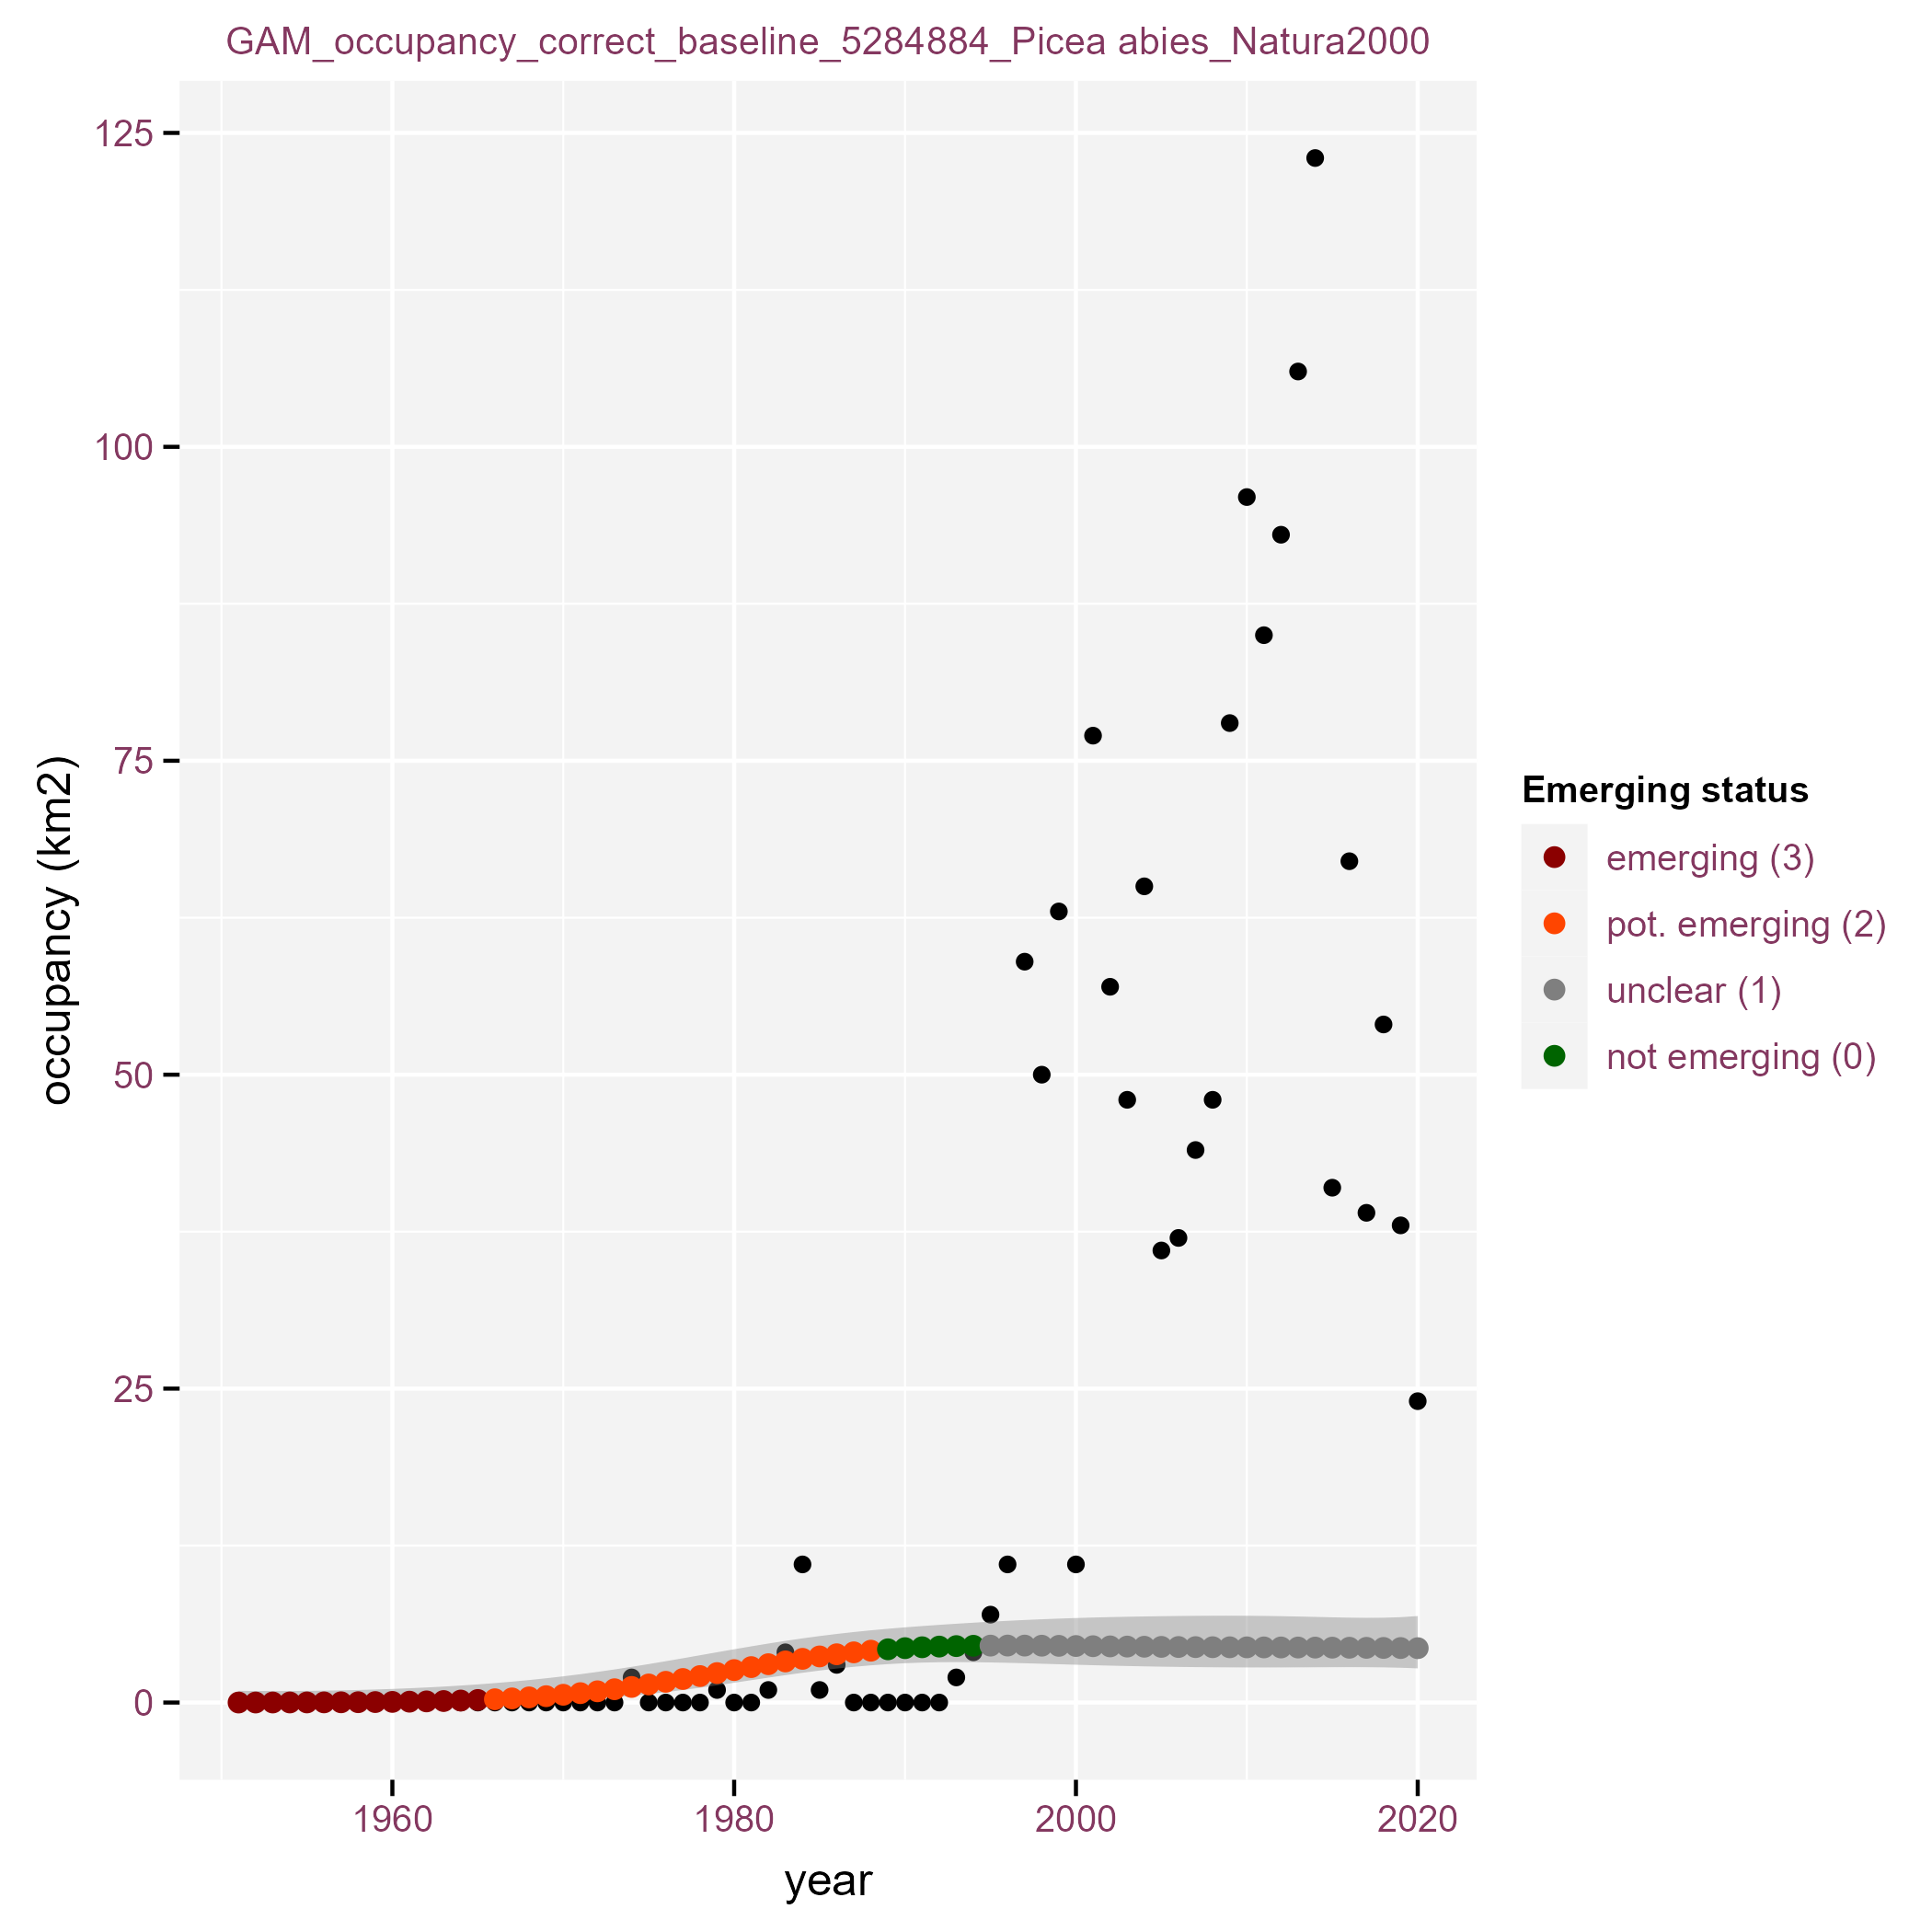 GAM_occupancy_correct_baseline_5284884_Picea abies_Natura2000
125
100
75
50
25
0
occupancy (km2)
1960 1980 2000 2020
year
Emerging status
emerging (3)
pot. emerging (2)
unclear (1)
not emerging (0)